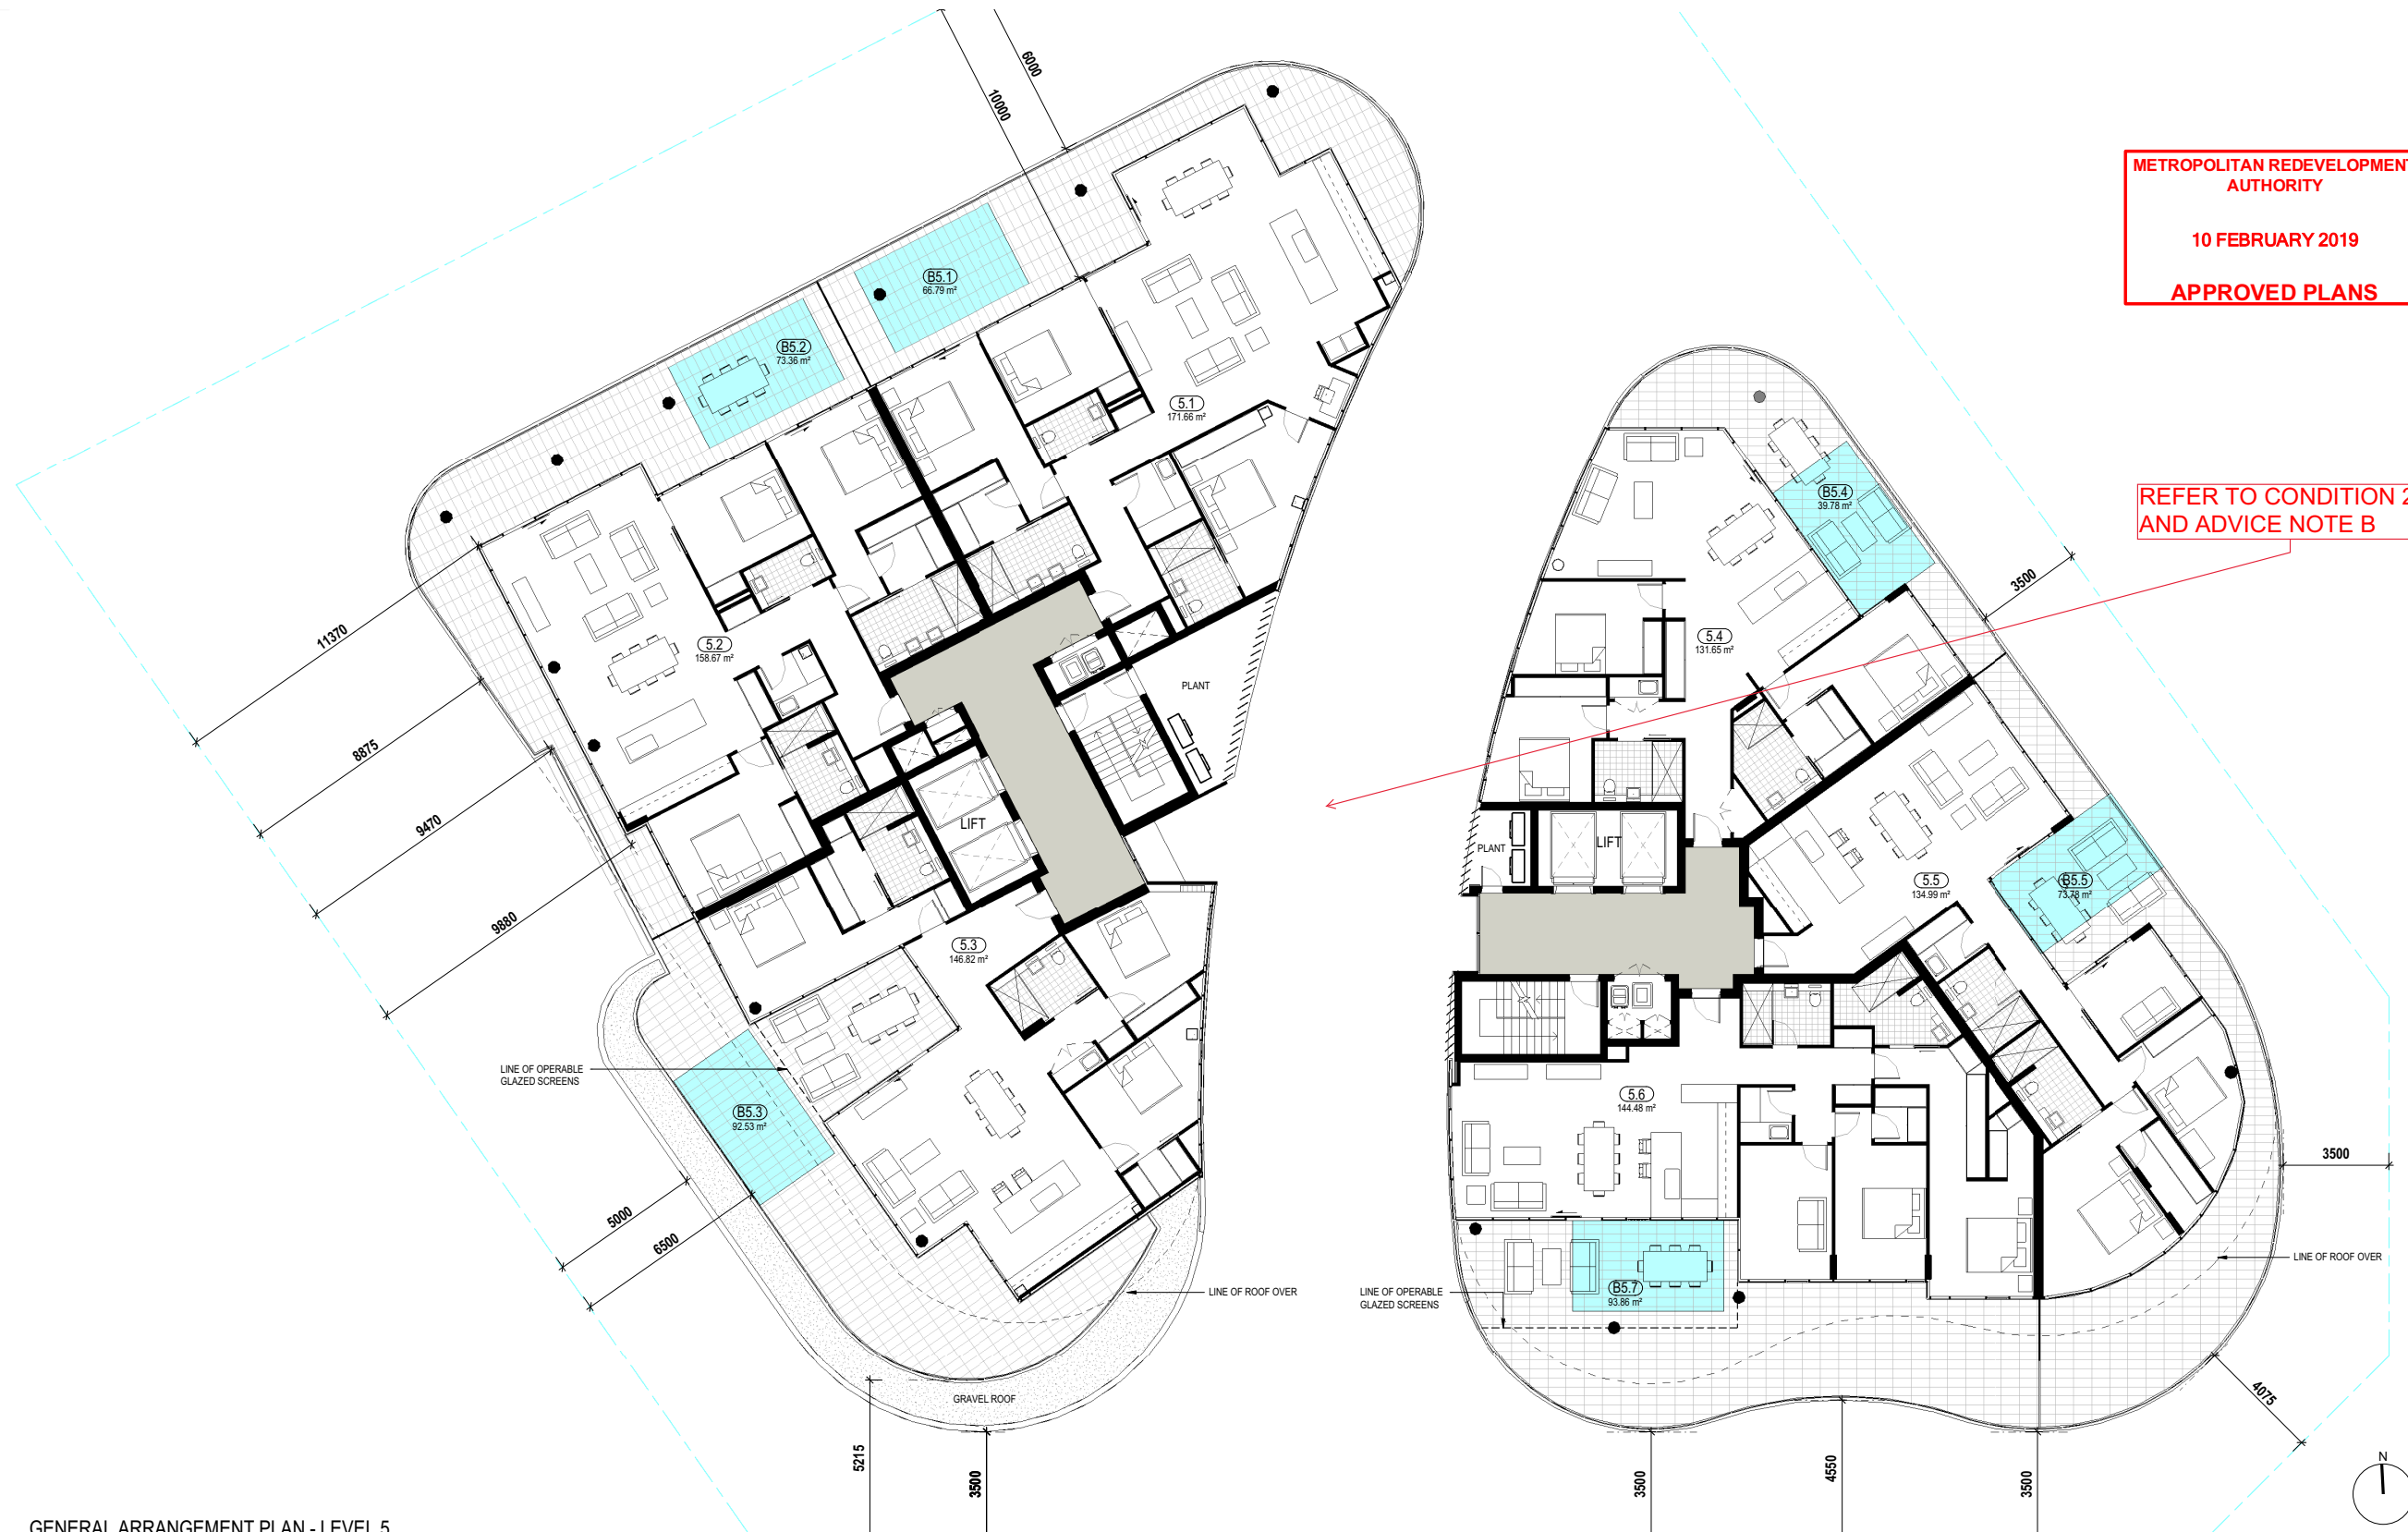 6000
10000
METROPOLITAN REDEVELOPMENT
AUTHORITY
10 FEBRUARY 2019
APPROVED PLANS
B5.1
66.79 m²
B5.2
73.36 m²
5.1
171.66 m²
REFER TO CONDITION 2
AND ADVICE NOTE B
B5.4
39.78 m²
3500
11370
5.2
158.67 m²
5.4
131.65 m²
PLANT
8875
9470
LIFT
LIFT
PLANT
5.5
134.99 m²
B5.5
73.78 m²
9880
5.3
146.82 m²
LINE OF OPERABLE
GLAZED SCREENS
B5.3
92.53 m²
5.6
144.48 m²
3500
5000
6500
LINE OF ROOF OVER
LINE OF ROOF OVER
LINE OF OPERABLE
GLAZED SCREENS
B5.7
93.86 m²
GRAVEL ROOF
4075
5215
3500
3500
4550
3500
N
GENERAL ARRANGEMENT PLAN - LEVEL 5